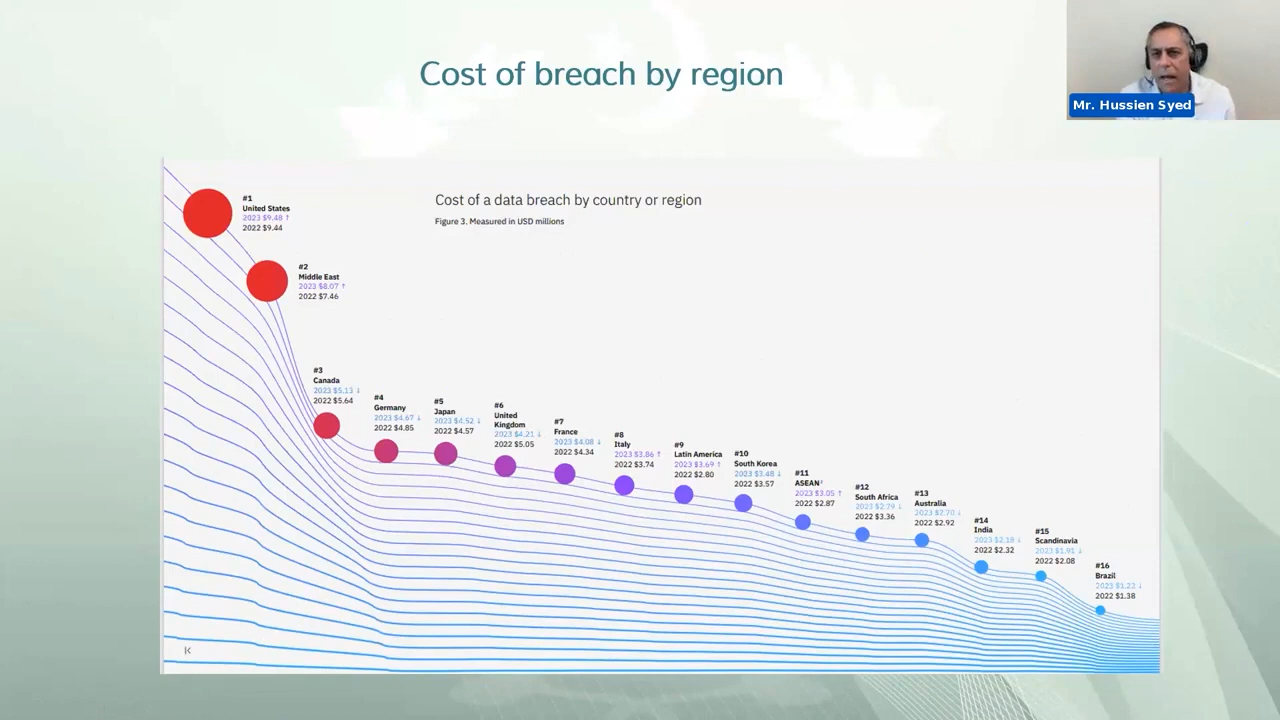 Cost of breach by region
Mr. Hussien Syed
Cost of a data breach by country or region
Figure 3. Measured in USD millions
#1
United States
2023 $9.48 ↑
2022 $9.44
#2
Middle East
2023 $8.07 ↑
2022 $7.46
#3
Canada
2023 $5.13 ↓
2022 $5.64
#4
Germany
2023 $4.67 ↓
2022 $4.85
#5
Japan
2023 $4.52 ↓
2022 $4.57
#6
United
Kingdom
2023 $4.21 ↓
2022 $5.05
#7
France
2023 $4.08 ↓
2022 $4.34
#8
Italy
2023 $3.86 ↑
2022 $3.74
#9
Latin America
2023 $3.69 ↑
2022 $2.80
#10
South Korea
2023 $3.48 ↓
2022 $3.57
#11
ASEAN
2023 $3.05 ↑
2022 $2.87
#12
South Africa
2023 $2.79 ↓
2022 $3.36
#13
Australia
2023 $2.70 ↓
2022 $2.92
#14
India
2023 $2.18 ↓
2022 $2.32
#15
Scandinavia
2023 $1.91 ↓
2022 $2.08
#16
Brazil
2023 $1.22 ↓
2022 $1.38